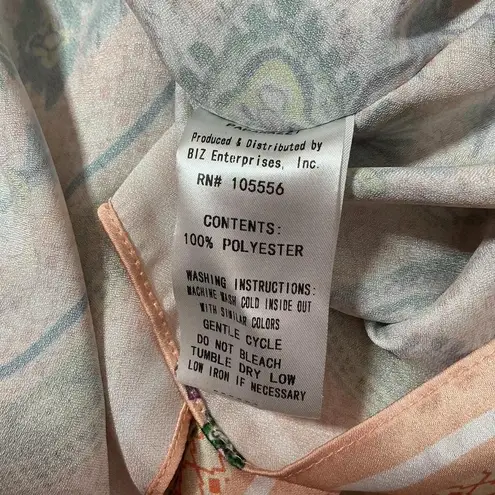 Produced & Distributed by
BIZ Enterprises, Inc.
RN# 105556
CONTENTS:
100% POLYESTER
WASHING INSTRUCTIONS:
MACHINE WASH COLD INSIDE OUT
WITH SIMILAR COLORS
GENTLE CYCLE
DO NOT BLEACH
TUMBLE DRY LOW
LOW IRON IF NECESSARY